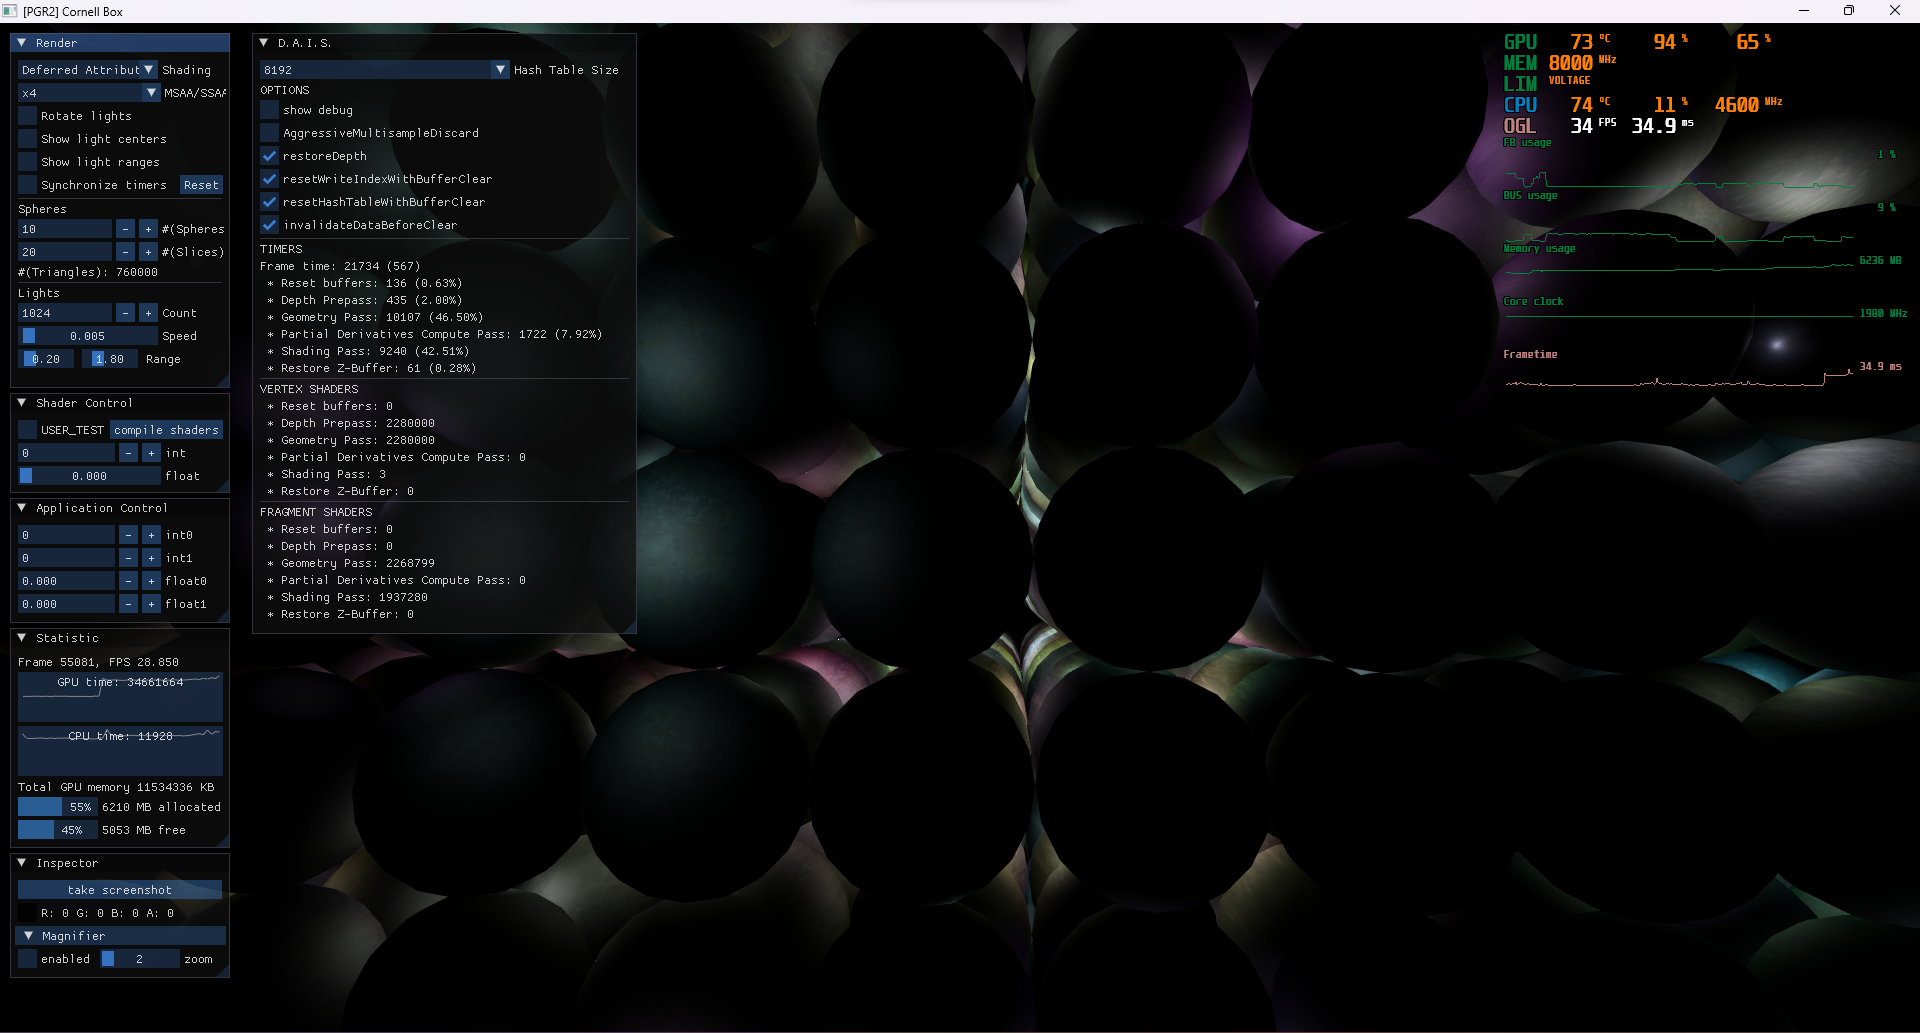 [PGR2] Cornell Box
Render
Deferred Attribut Shading
x4 MSAA/SSAA
Rotate lights
Show light centers
Show light ranges
Synchronize timers Reset
Spheres
10 - + #(Spheres
20 - + #(Slices)
#(Triangles): 760000
Lights
1024 - + Count
0.005 Speed
0.20 1.80 Range
Shader Control
USER_TEST compile shaders
0 - + int
0.000 float
Application Control
0 - + int0
0 - + int1
0.000 - + float0
0.000 - + float1
Statistic
Frame 55081, FPS 28.850
GPU time: 34661664
CPU time: 11928
Total GPU memory 11534336 KB
55% 6210 MB allocated
45% 5053 MB free
Inspector
take screenshot
R: 0 G: 0 B: 0 A: 0
Magnifier
enabled 2 zoom
D.A.I.S.
8192 Hash Table Size
OPTIONS
show debug
AggressiveMultisampleDiscard
restoreDepth
resetWriteIndexWithBufferClear
resetHashTableWithBufferClear
invalidateDataBeforeClear
TIMERS
Frame time: 21734 (567)
* Reset buffers: 136 (0.63%)
* Depth Prepass: 435 (2.00%)
* Geometry Pass: 10107 (46.50%)
* Partial Derivatives Compute Pass: 1722 (7.92%)
* Shading Pass: 9240 (42.51%)
* Restore Z-Buffer: 61 (0.28%)
VERTEX SHADERS
* Reset buffers: 0
* Depth Prepass: 2280000
* Geometry Pass: 2280000
* Partial Derivatives Compute Pass: 0
* Shading Pass: 3
* Restore Z-Buffer: 0
FRAGMENT SHADERS
* Reset buffers: 0
* Depth Prepass: 0
* Geometry Pass: 2268799
* Partial Derivatives Compute Pass: 0
* Shading Pass: 1937280
* Restore Z-Buffer: 0
GPU 73 °C 94 % 65 %
MEM 8000 MHz
LIM VOLTAGE
CPU 74 °C 11 % 4600 MHz
OGL 34 FPS 34.9 ms
FB usage
1 %
BUS usage
9 %
Memory usage
6236 MB
Core clock
1980 MHz
Frametime
34.9 ms